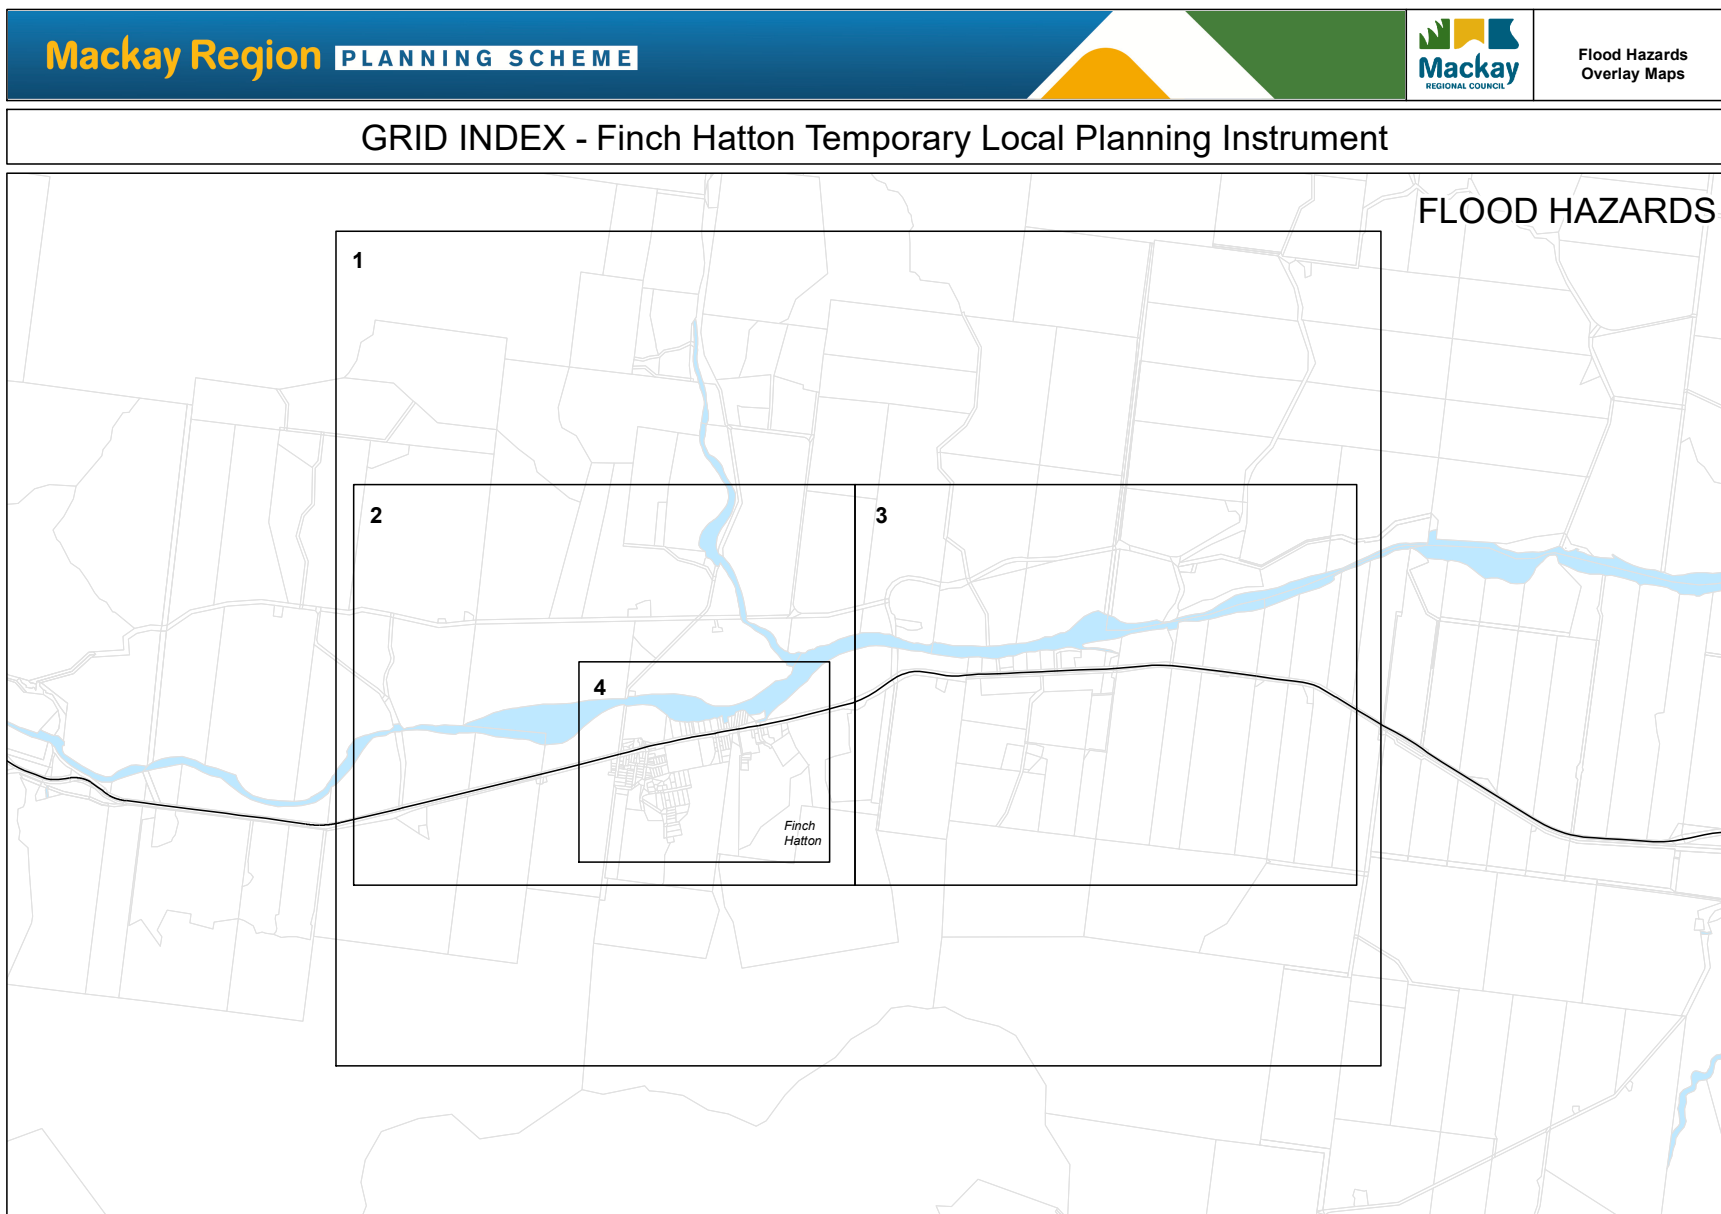 Mackay Region PLANNING SCHEME
Mackay
REGIONAL COUNCIL
Flood Hazards
Overlay Maps
GRID INDEX - Finch Hatton Temporary Local Planning Instrument
FLOOD HAZARDS
1
2
3
4
Finch
Hatton